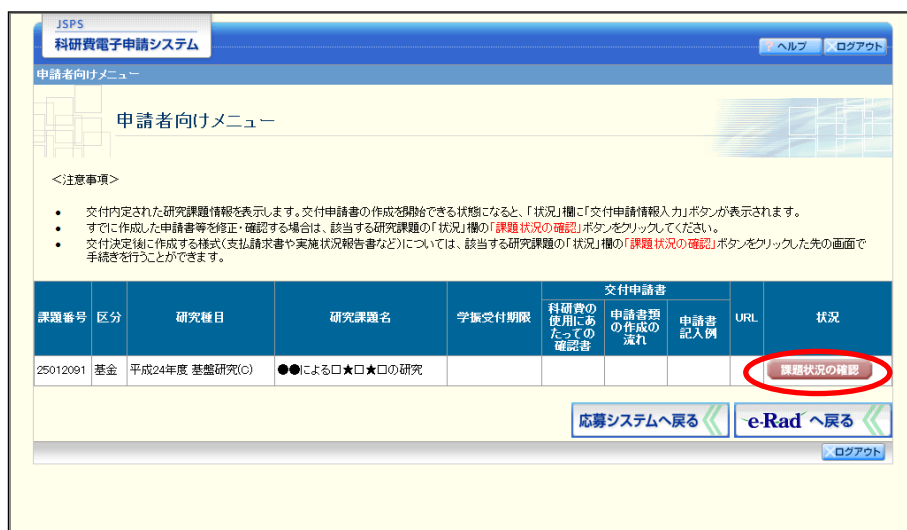 JSPS
科研費電子申請システム
? ヘルプ
ログアウト
申請者向けメニュー
申請者向けメニュー
<注意事項>
• 交付内定された研究課題情報を表示します。交付申請書の作成を開始できる状態になると、「状況」欄に「交付申請情報入力」ボタンが表示されます。
• すでに作成した申請書等を修正・確認する場合は、該当する研究課題の「状況」欄の「課題状況の確認」ボタンをクリックしてください。
• 交付決定後に作成する様式(支払請求書や実施状況報告書など)については、該当する研究課題の「状況」欄の「課題状況の確認」ボタンをクリックした先の画面で
手続きを行うことができます。
交付申請書
課題番号 区分 研究種目 研究課題名 学振受付期限 科研費の使用にあたっての確認書 申請書類の作成の流れ 申請書記入例 URL 状況
25012091 基金 平成24年度 基盤研究(C) ●●による□★□★□の研究 課題状況の確認
応募システムへ戻る
e-Rad へ戻る
ログアウト